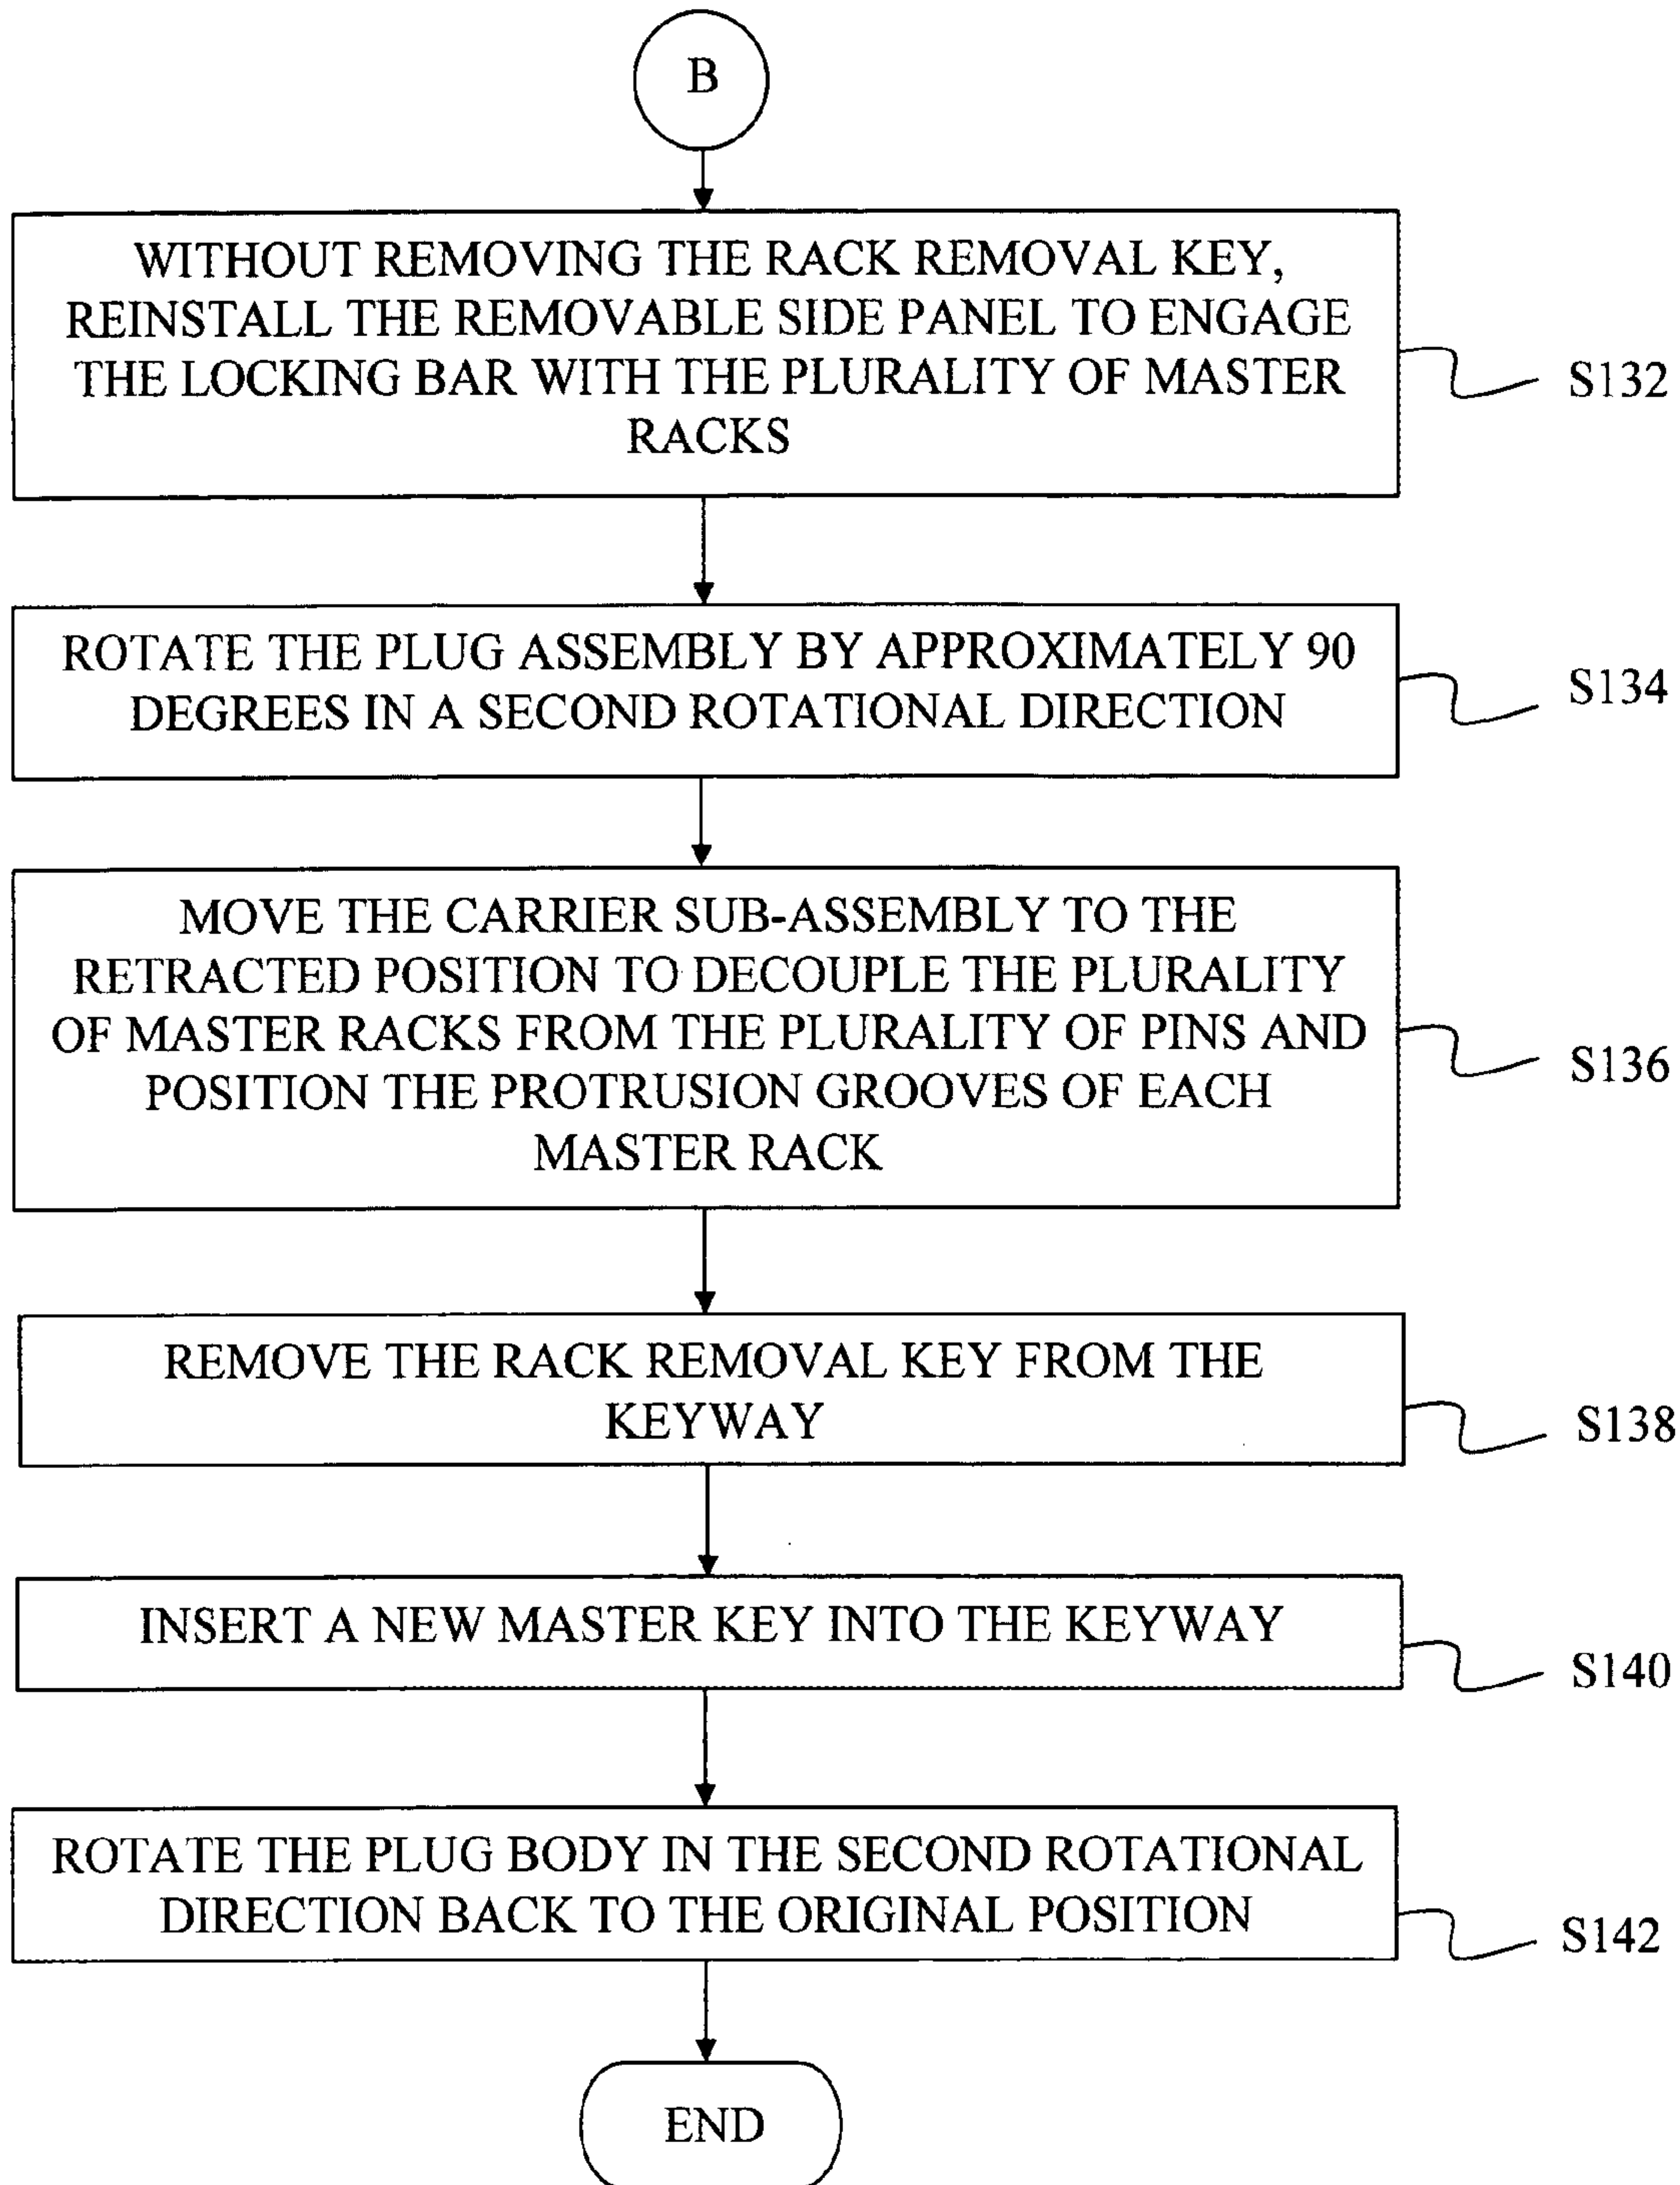 B
WITHOUT REMOVING THE RACK REMOVAL KEY,
REINSTALL THE REMOVABLE SIDE PANEL TO ENGAGE
THE LOCKING BAR WITH THE PLURALITY OF MASTER
RACKS
S132
ROTATE THE PLUG ASSEMBLY BY APPROXIMATELY 90
DEGREES IN A SECOND ROTATIONAL DIRECTION
S134
MOVE THE CARRIER SUB-ASSEMBLY TO THE
RETRACTED POSITION TO DECOUPLE THE PLURALITY
OF MASTER RACKS FROM THE PLURALITY OF PINS AND
POSITION THE PROTRUSION GROOVES OF EACH
MASTER RACK
S136
REMOVE THE RACK REMOVAL KEY FROM THE
KEYWAY
S138
INSERT A NEW MASTER KEY INTO THE KEYWAY
S140
ROTATE THE PLUG BODY IN THE SECOND ROTATIONAL
DIRECTION BACK TO THE ORIGINAL POSITION
S142
END